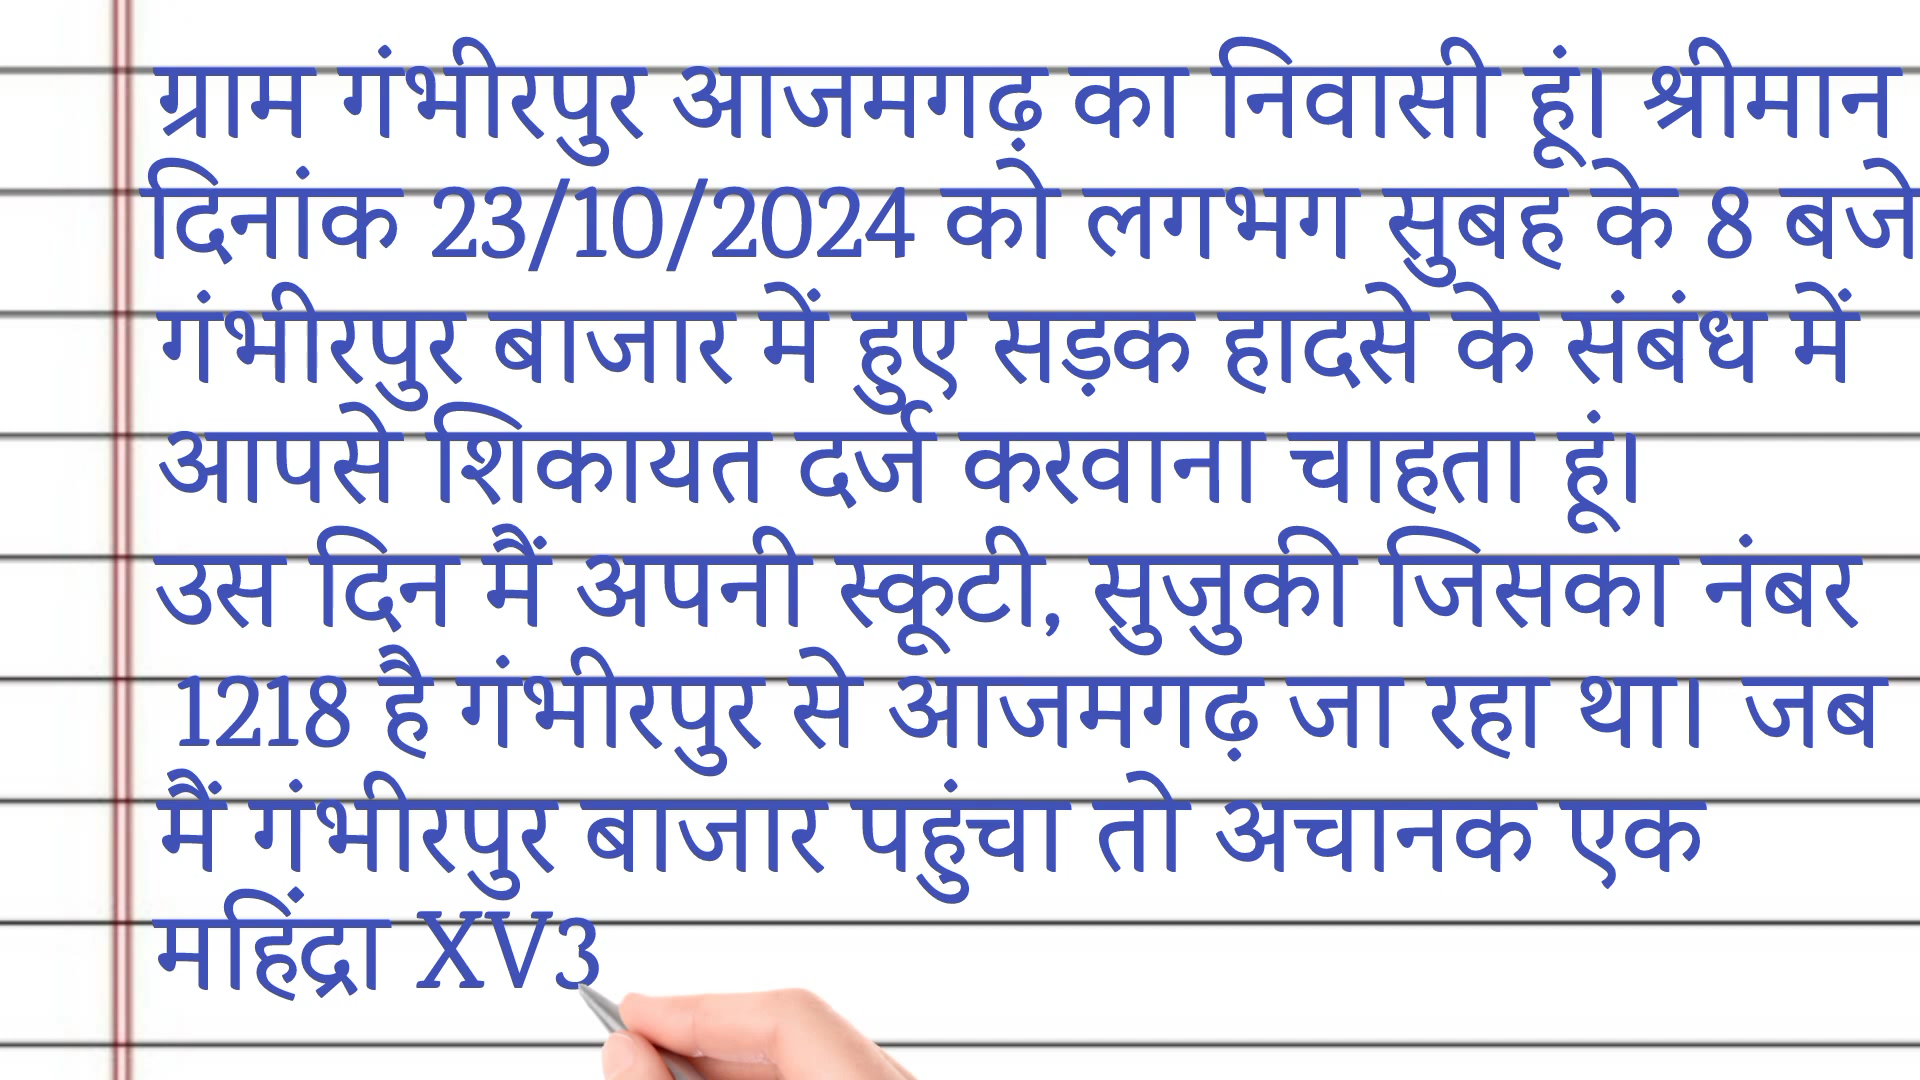 ग्राम गंभीरपुर आजमगढ़ का निवासी हूं। श्रीमान
दिनांक 23/10/2024 को लगभग सुबह के 8 बजे
गंभीरपुर बाजार में हुए सड़क हादसे के संबंध में
आपसे शिकायत दर्ज करवाना चाहता हूं।
उस दिन मैं अपनी स्कूटी, सुजुकी जिसका नंबर
1218 है गंभीरपुर से आजमगढ़ जा रहा था। जब
मैं गंभीरपुर बाजार पहुंचा तो अचानक एक
महिंद्रा XV3